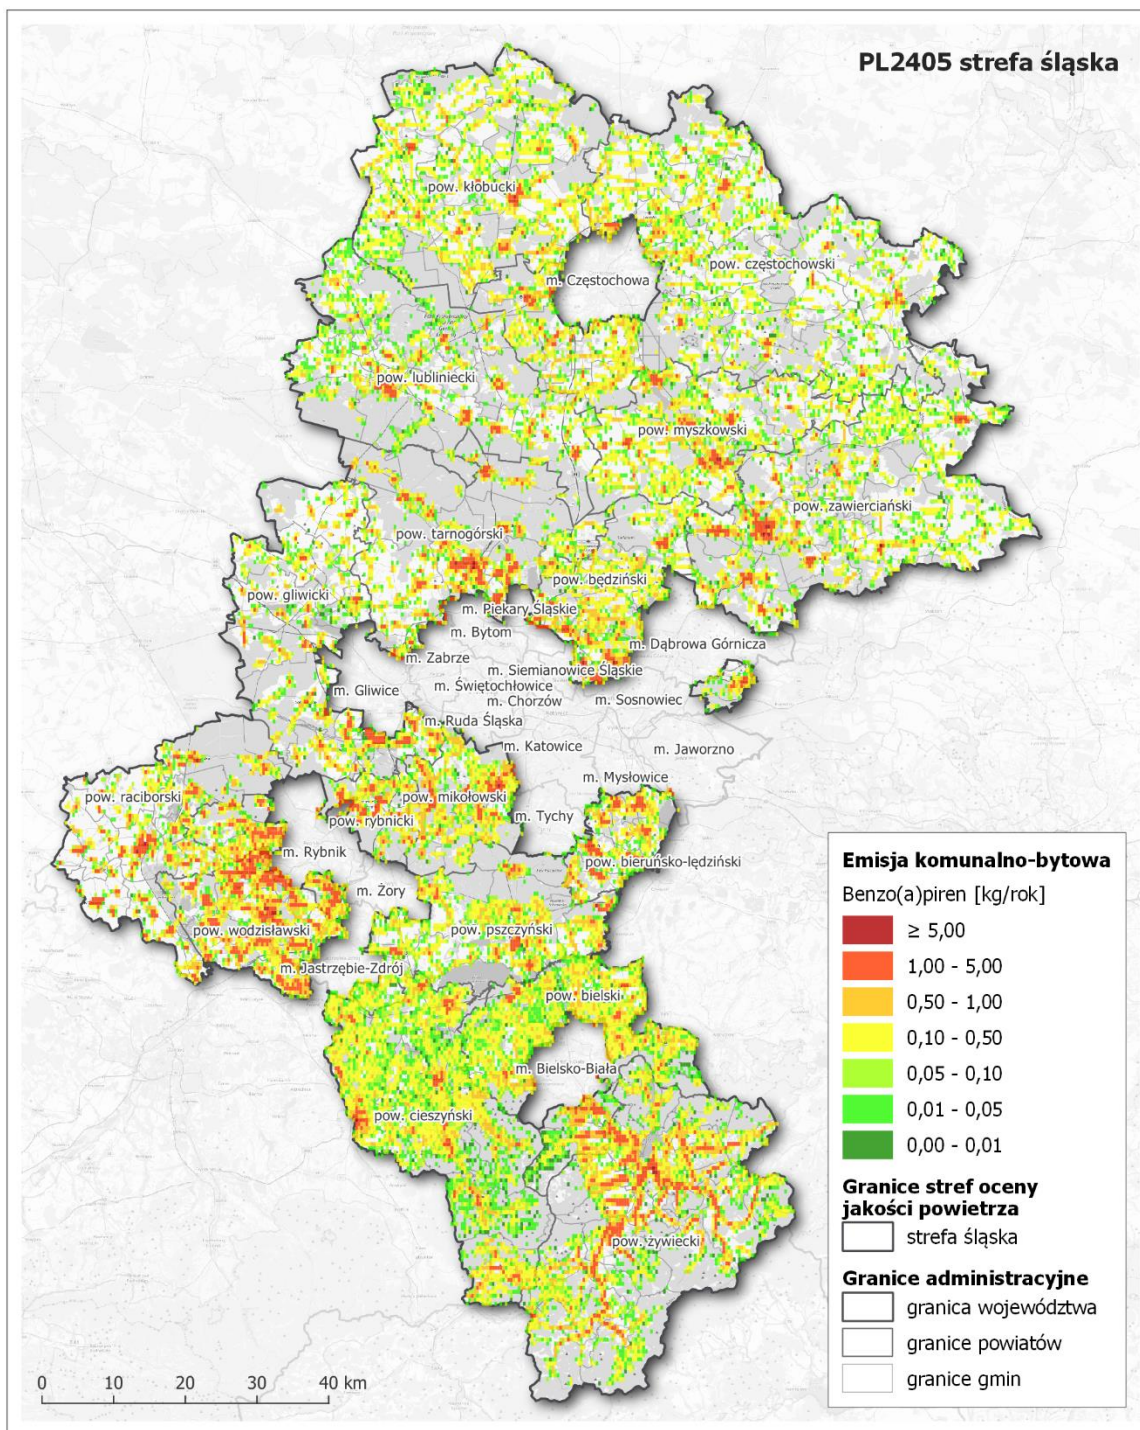 PL2405 strefa śląska
pow. kłobucki
pow. częstochowski
m. Częstochowa
pow. lubliniecki
pow. myszkowski
pow. zawierciański
pow. tarnogórski
pow. będziński
pow. gliwicki
m. Piekary Śląskie
m. Bytom
m. Dąbrowa Górnicza
m. Zabrze
m. Siemianowice Śląskie
m. Świętochłowice
m. Gliwice
m. Chorzów
m. Sosnowiec
m. Ruda Śląska
m. Katowice
m. Jaworzno
m. Mysłowice
pow. raciborski
pow. mikołowski
m. Tychy
pow. rybnicki
m. Rybnik
pow. bieruńsko-lędziński
m. Żory
pow. wodzisławski
pow. pszczyński
m. Jastrzębie-Zdrój
pow. bielski
m. Bielsko-Biała
pow. cieszyński
pow. żywiecki
Emisja komunalno-bytowa
Benzo(a)piren [kg/rok]
≥ 5,00
1,00 - 5,00
0,50 - 1,00
0,10 - 0,50
0,05 - 0,10
0,01 - 0,05
0,00 - 0,01
Granice stref oceny
jakości powietrza
strefa śląska
Granice administracyjne
granica województwa
granice powiatów
granice gmin
0 10 20 30 40 km